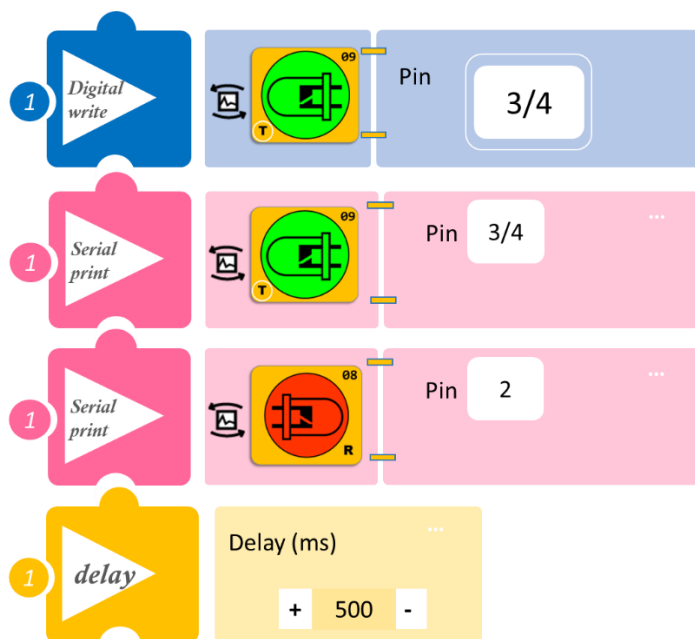 1
Digital
write
09
T
Pin
3/4
1
Serial
print
09
T
Pin 3/4
...
1
Serial
print
08
R
Pin 2
...
1
delay
Delay (ms)
...
+ 500 -